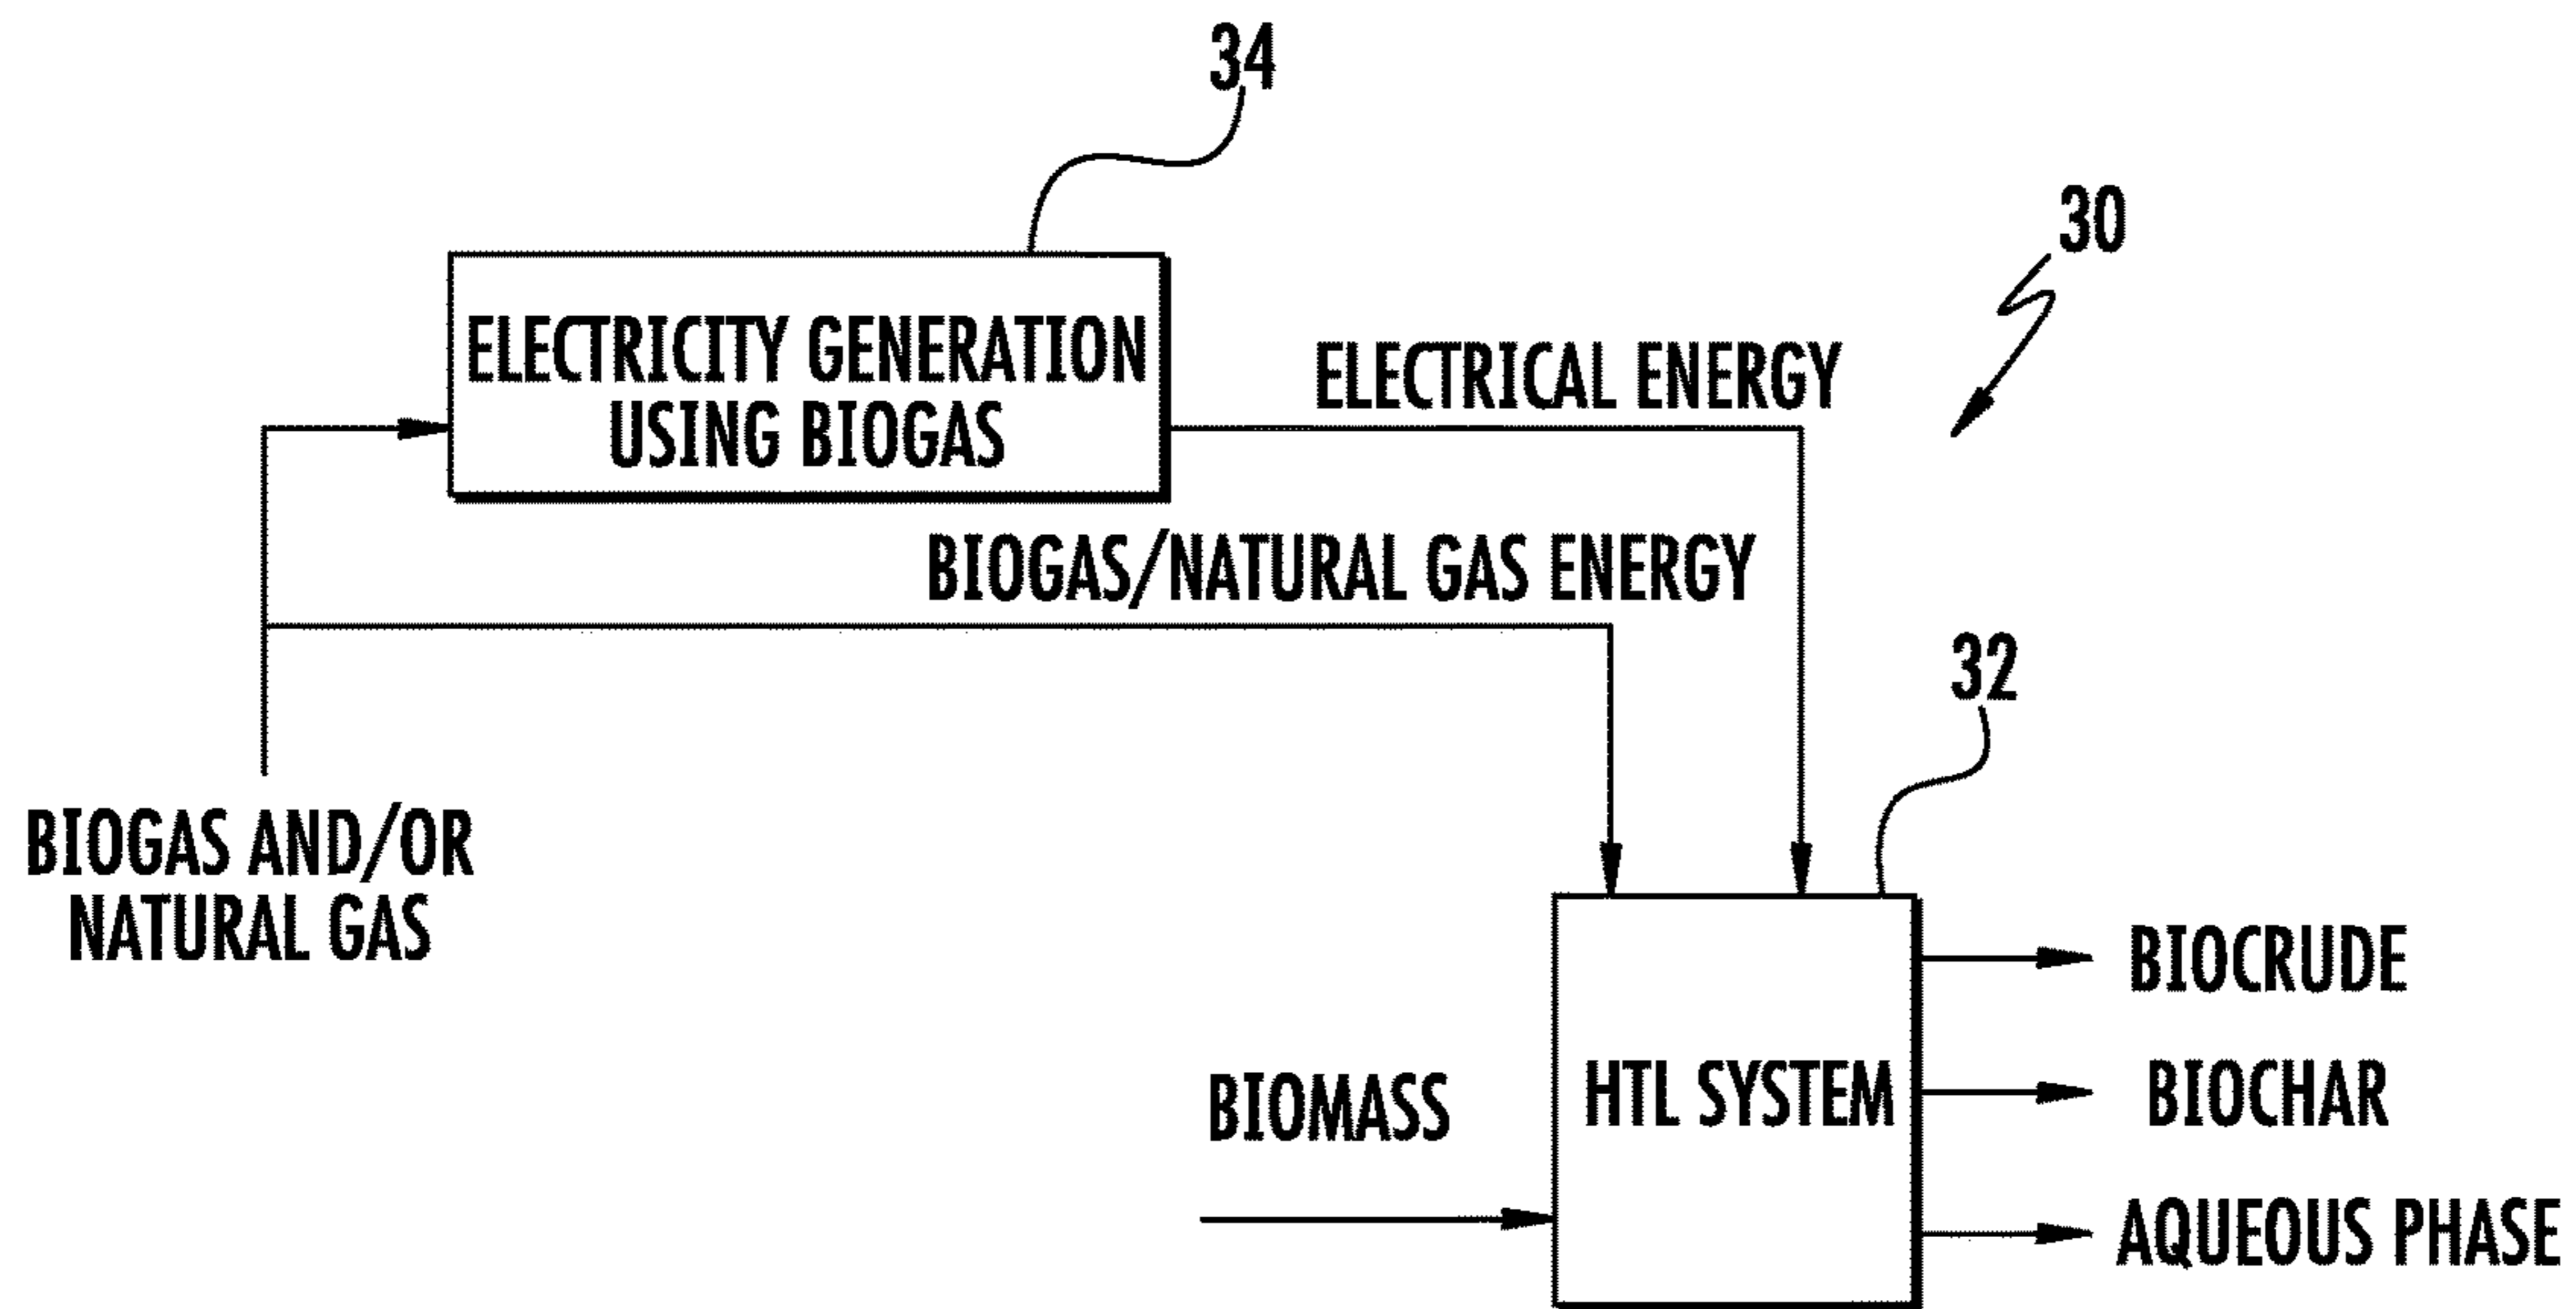 34
30
ELECTRICITY GENERATION
USING BIOGAS
ELECTRICAL ENERGY
BIOGAS/NATURAL GAS ENERGY
32
BIOGAS AND/OR
NATURAL GAS
BIOCRUDE
BIOMASS
HTL SYSTEM
BIOCHAR
AQUEOUS PHASE